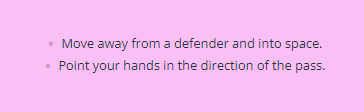 • Move away from a defender and into space.
• Point your hands in the direction of the pass.